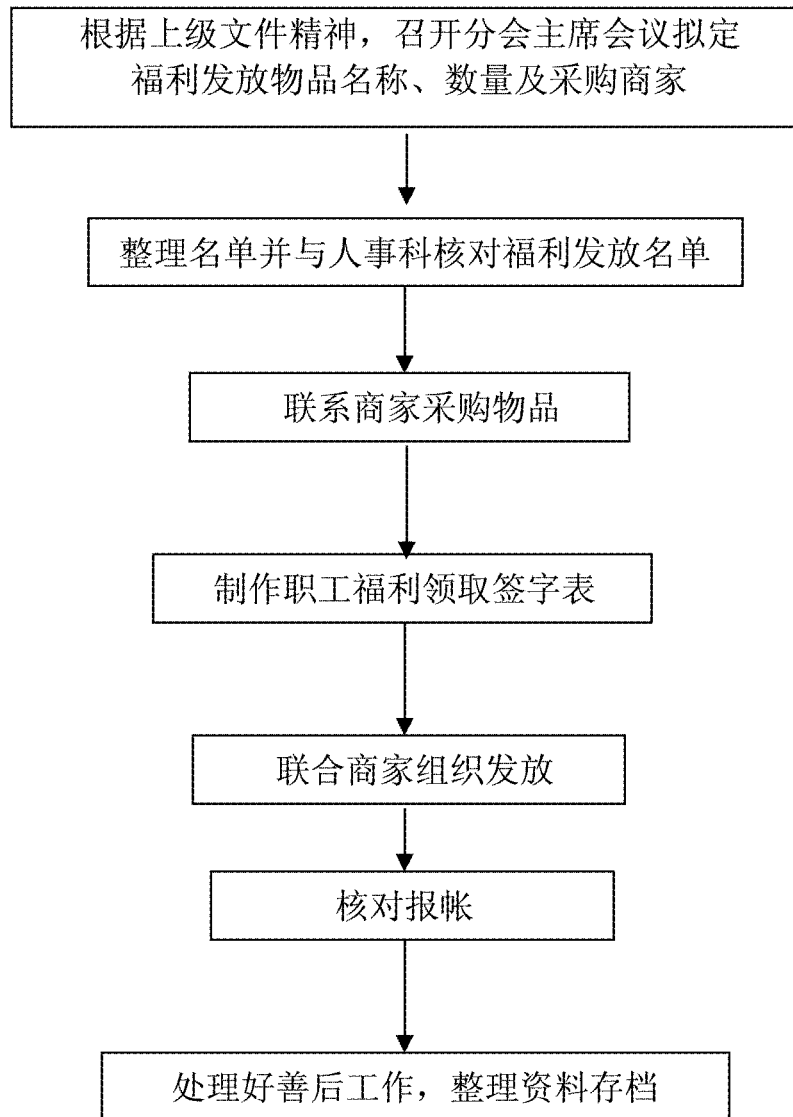 根据上级文件精神，召开分会主席会议拟定
福利发放物品名称、数量及采购商家
整理名单并与人事科核对福利发放名单
联系商家采购物品
制作职工福利领取签字表
联合商家组织发放
核对报帐
处理好善后工作，整理资料存档